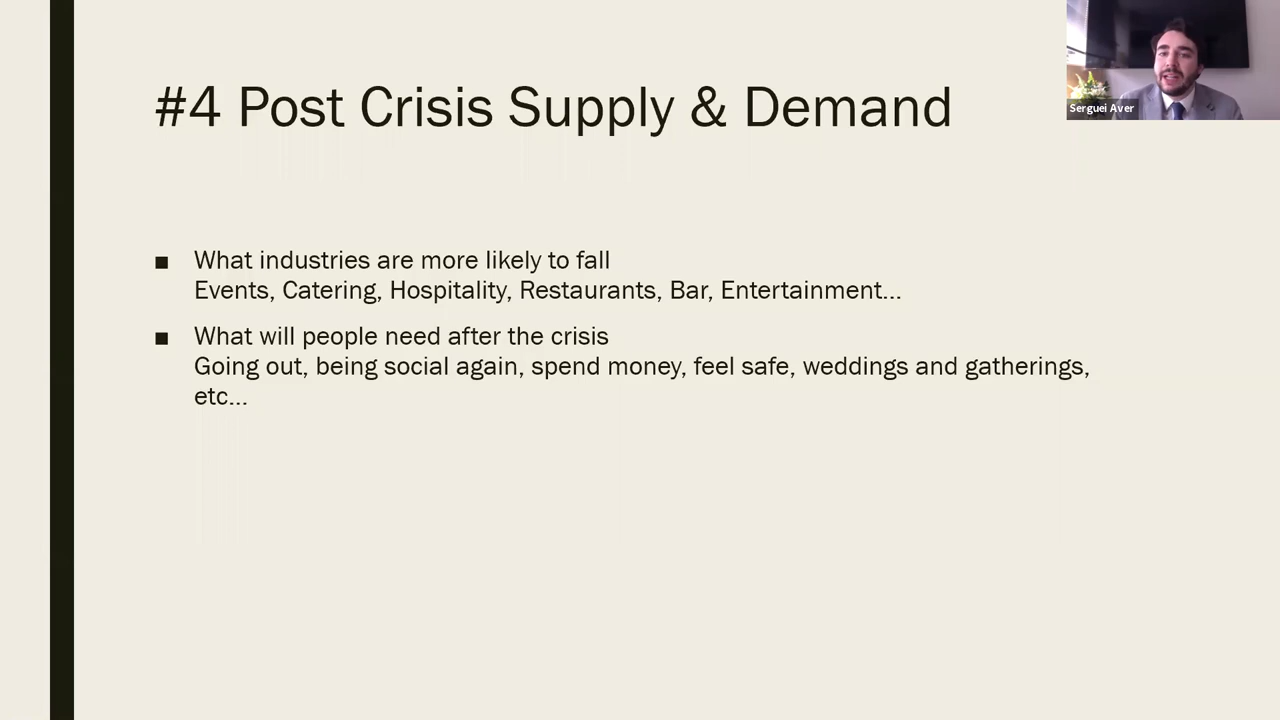 #4 Post Crisis Supply & Demand
Serguei Aver
■ What industries are more likely to fall
Events, Catering, Hospitality, Restaurants, Bar, Entertainment...
■ What will people need after the crisis
Going out, being social again, spend money, feel safe, weddings and gatherings,
etc...